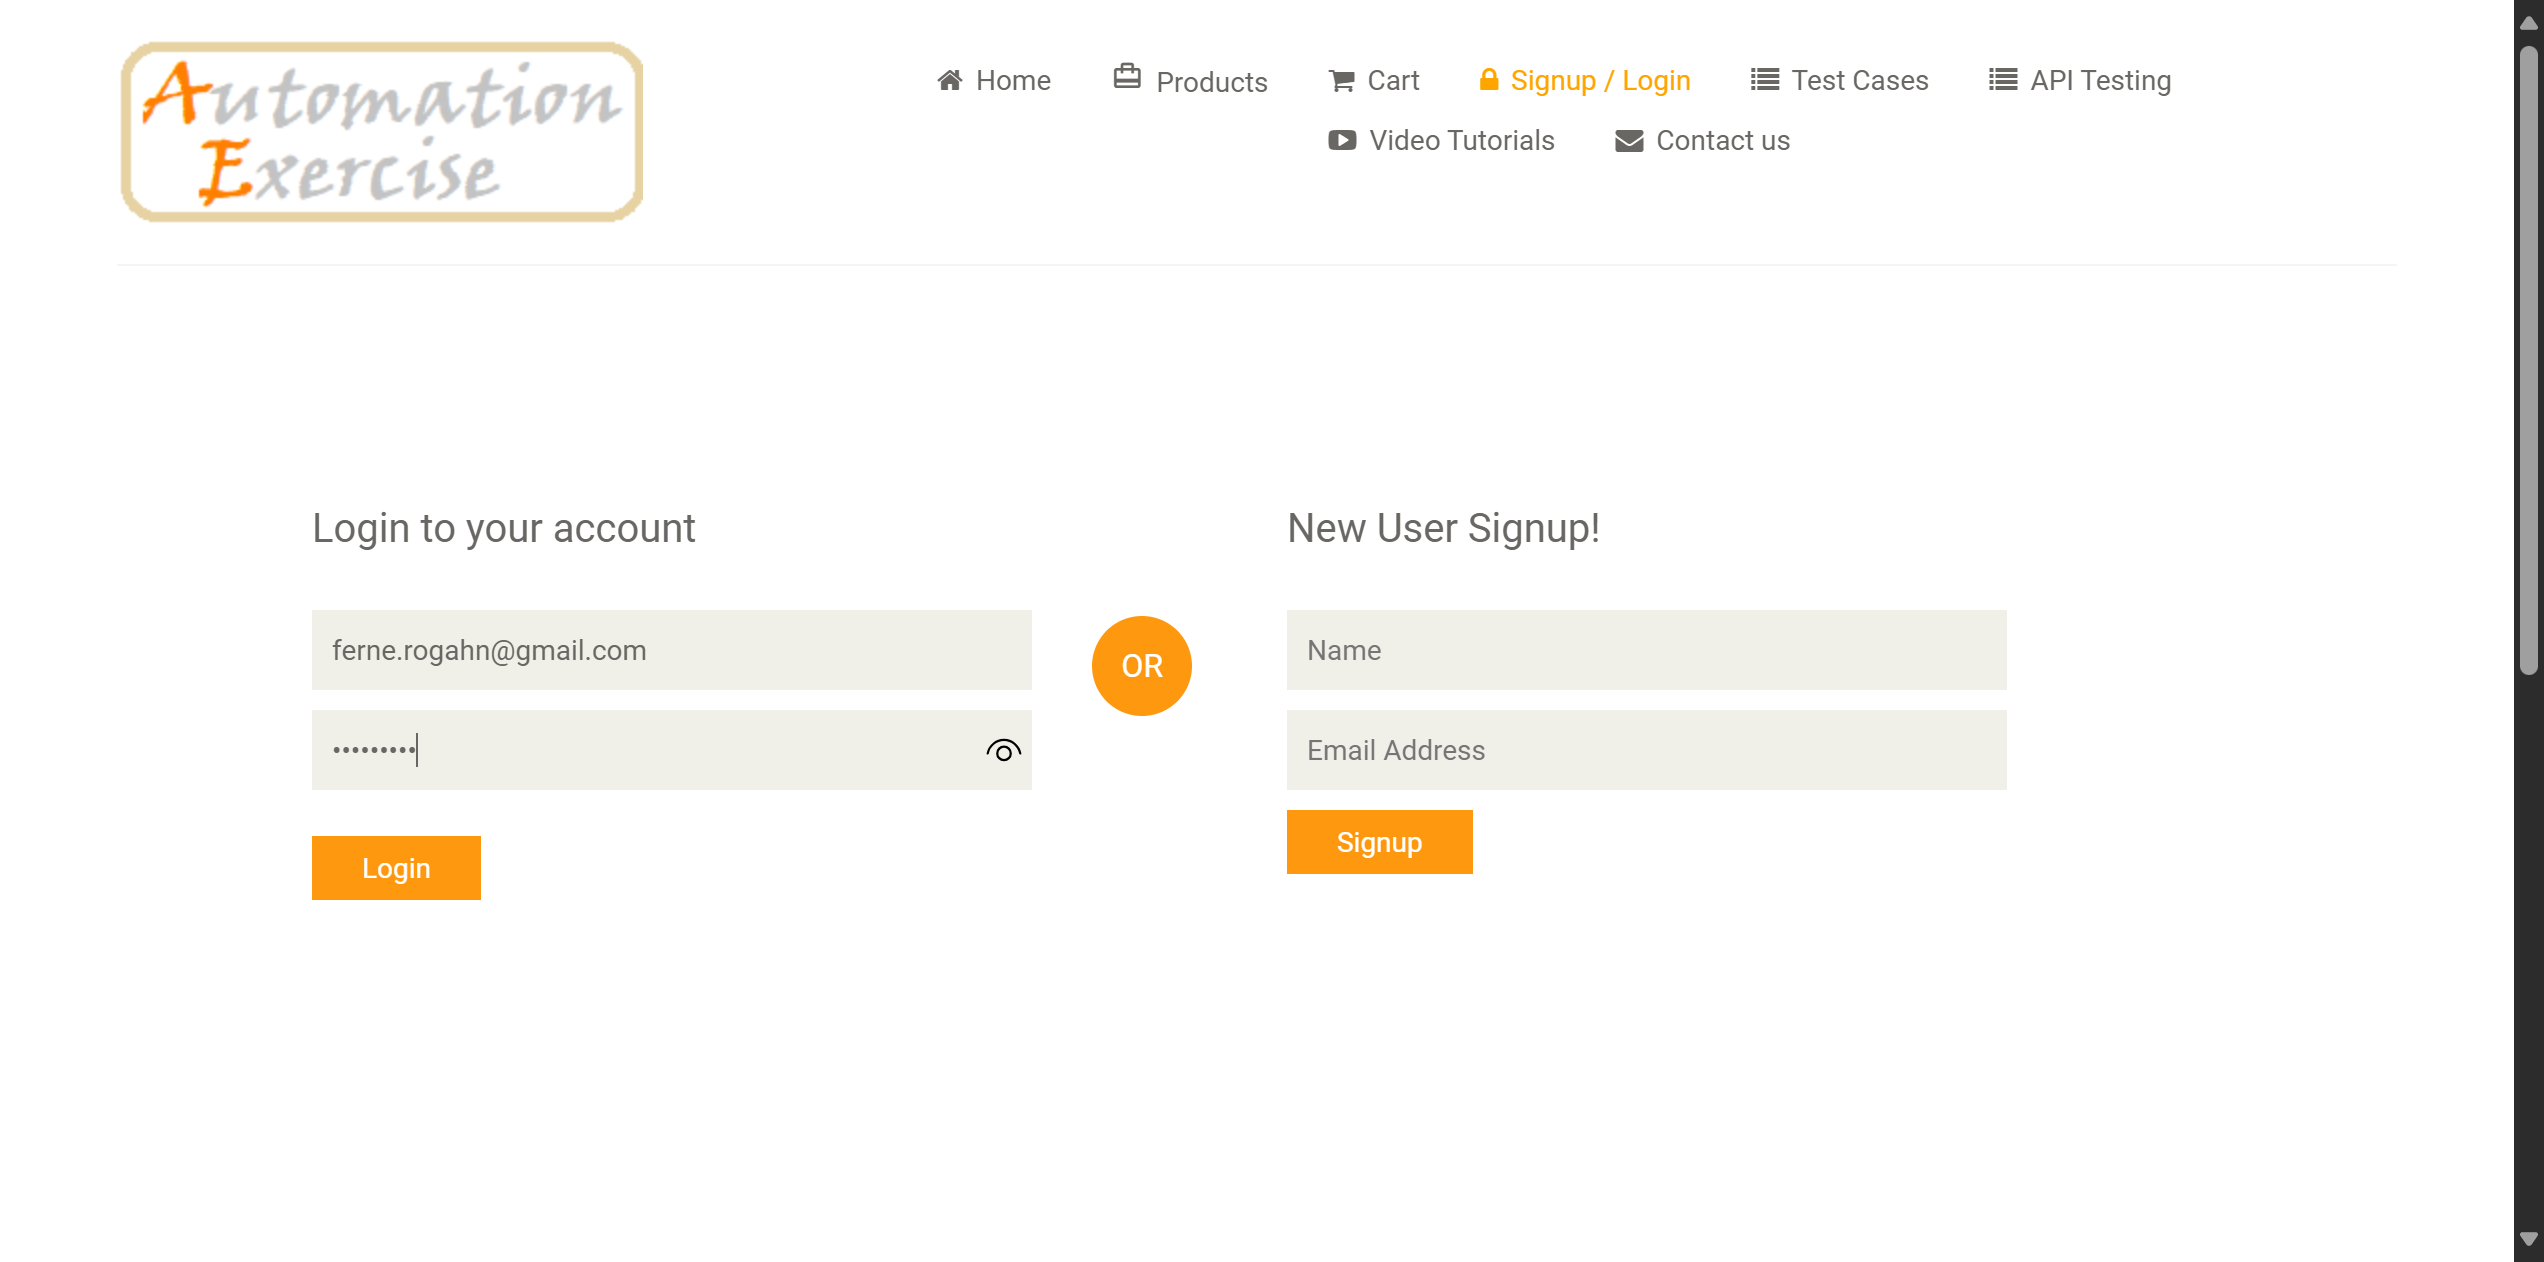 Automation
Exercise
Home Products Cart Signup / Login Test Cases API Testing
Video Tutorials Contact us
Login to your account
ferne.rogahn@gmail.com
•••••••••
Login
OR
New User Signup!
Name
Email Address
Signup